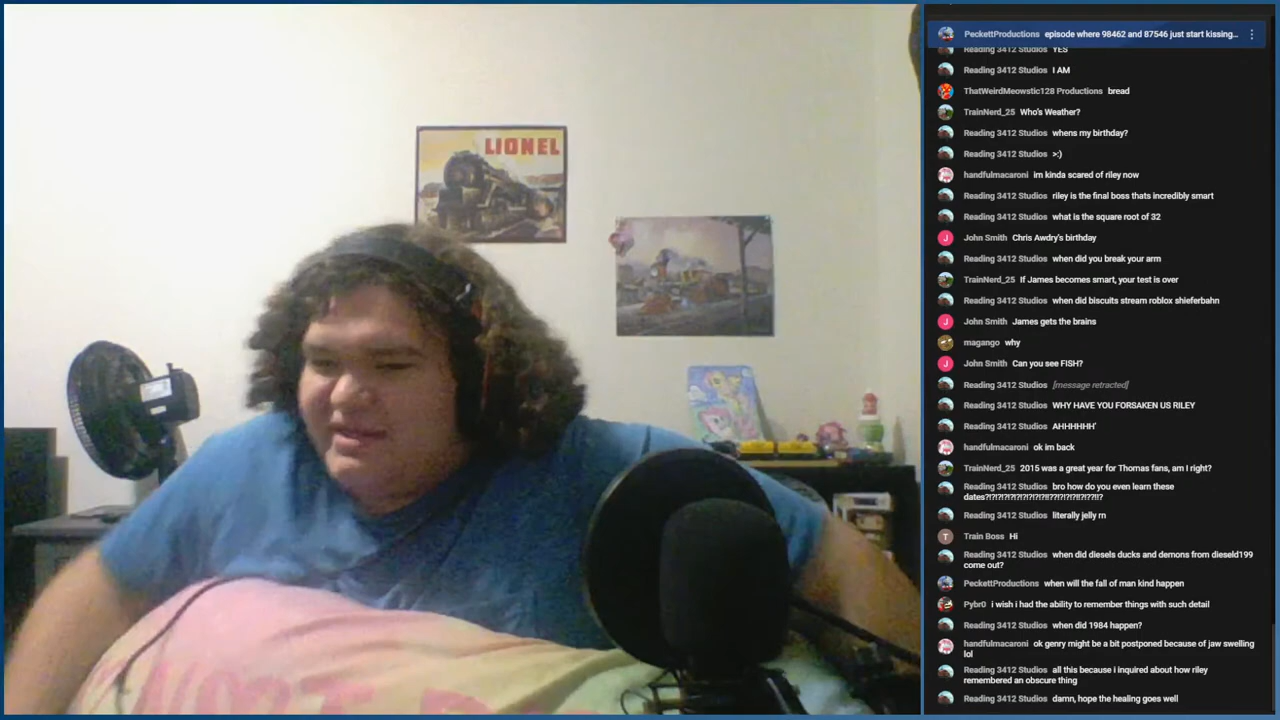 LIONEL
PeckettProductions episode where 98462 and 87546 just start kissing...
Reading 3412 Studios YES
Reading 3412 Studios I AM
ThatWeirdMeowstic128 Productions bread
TrainNerd_25 Who's Weather?
Reading 3412 Studios whens my birthday?
Reading 3412 Studios >:)
handfulmacaroni im kinda scared of riley now
Reading 3412 Studios riley is the final boss thats incredibly smart
Reading 3412 Studios what is the square root of 32
J John Smith Chris Awdry's birthday
Reading 3412 Studios when did you break your arm
TrainNerd_25 If James becomes smart, your test is over
Reading 3412 Studios when did biscuits stream roblox shieferbahn
J John Smith James gets the brains
magango why
J John Smith Can you see FISH?
Reading 3412 Studios [message retracted]
Reading 3412 Studios WHY HAVE YOU FORSAKEN US RILEY
Reading 3412 Studios AHHHHHH'
handfulmacaroni ok im back
TrainNerd_25 2015 was a great year for Thomas fans, am I right?
Reading 3412 Studios bro how do you even learn these
dates?!?!?!?!?!?!?!?!?!!??!?!?!?!!?!???!!?
Reading 3412 Studios literally jelly rn
T Train Boss Hi
Reading 3412 Studios when did diesels ducks and demons from dieseld199
come out?
PeckettProductions when will the fall of man kind happen
Pybr0 i wish i had the ability to remember things with such detail
Reading 3412 Studios when did 1984 happen?
handfulmacaroni ok genry might be a bit postponed because of jaw swelling
lol
Reading 3412 Studios all this because i inquired about how riley
remembered an obscure thing
Reading 3412 Studios damn, hope the healing goes well